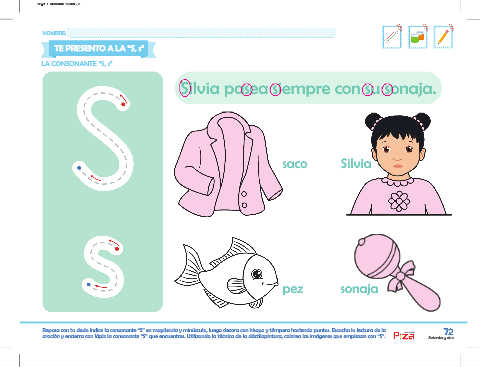 NOMBRE:
TE PRESENTO A LA "S, s"
LA CONSONANTE "S, s"
Silvia pasea siempre con su sonaja.
S
s
saco
Silvia
pez
sonaja
Repasa con tu dedo índice la consonante "S" en mayúscula y minúscula, luego decora con hisopo y témpera haciendo puntos. Escucha la lectura de la
oración y encierra con lápiz la consonante "S" que encuentres. Utilizando la técnica de la dáctilopintura, colorea las imágenes que empiezan con "S".
72